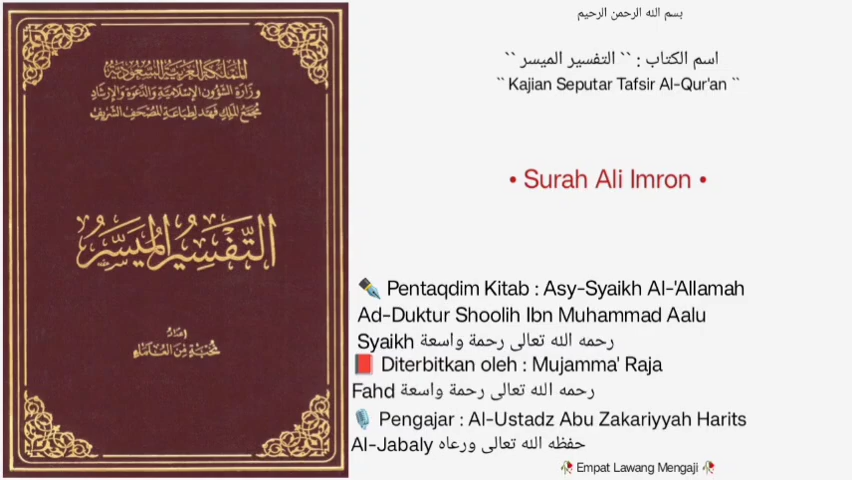 المملكة العربية السعودية
وزارة الشؤون الإسلامية والدعوة والإرشاد
مجمع الملك فهد لطباعة المصحف الشريف
التفسير الميسر
إعداد
نخبة من العلماء
بسم الله الرحمن الرحيم
اسم الكتاب : `` التفسير الميسر ``
`` Kajian Seputar Tafsir Al-Qur'an ``
• Surah Ali Imron •
✒️ Pentaqdim Kitab : Asy-Syaikh Al-'Allamah
Ad-Duktur Shoolih Ibn Muhammad Aalu
Syaikh رحمه الله تعالى رحمة واسعة
📕 Diterbitkan oleh : Mujamma' Raja
Fahd رحمه الله تعالى رحمة واسعة
🎙️ Pengajar : Al-Ustadz Abu Zakariyyah Harits
Al-Jabaly حفظه الله تعالى ورعاه
🥀 Empat Lawang Mengaji 🥀